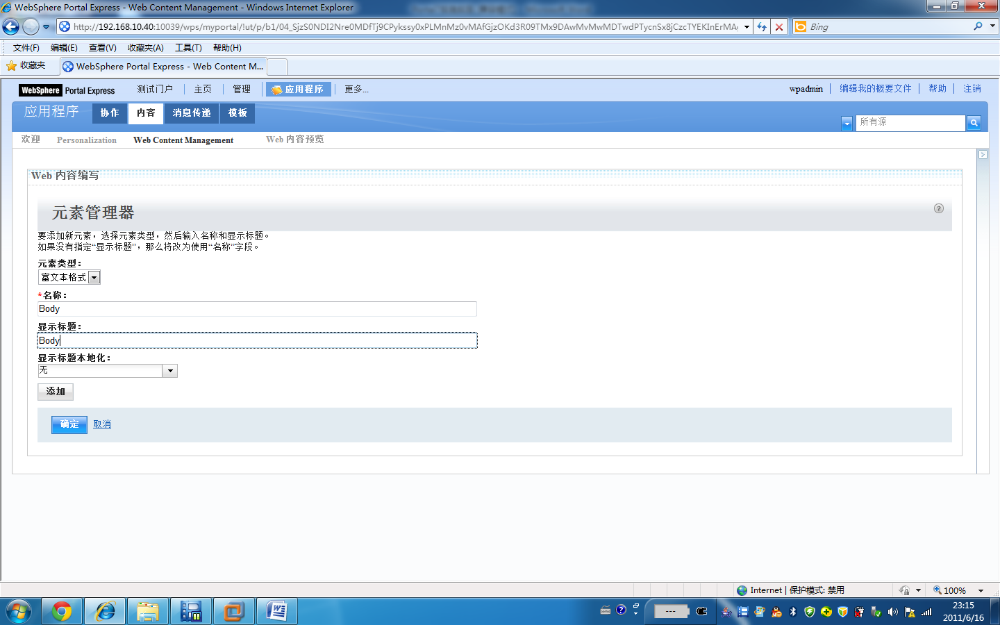 WebSphere Portal Express - Web Content Management - Windows Internet Explorer
http://192.168.10.40:10039/wps/myportal/!ut/p/b1/04_SjzS0NDI2Nre0MDfTj9CPykssy0xPLMnMz0vMAfGjzOKd3R09TMx9DAwMvMwMDTwdPTycnSx8jCzcTYEKInErMA
Bing
文件(F) 编辑(E) 查看(V) 收藏夹(A) 工具(T) 帮助(H)
收藏夹 WebSphere Portal Express - Web Content M...
WebSphere Portal Express 测试门户 主页 管理 应用程序 更多... wpadmin 编辑我的概要文件 帮助 注销
应用程序 协作 内容 消息传递 模板
所有源
欢迎 Personalization Web Content Management Web 内容预览
Web 内容编写
元素管理器
?
要添加新元素，选择元素类型，然后输入名称和显示标题。
如果没有指定“显示标题”，那么将改为使用“名称”字段。
元素类型：
富文本格式
*名称：
Body
显示标题：
Body
显示标题本地化：
无
添加
确定 取消
Internet | 保护模式: 禁用 100%
23:15
2011/6/16